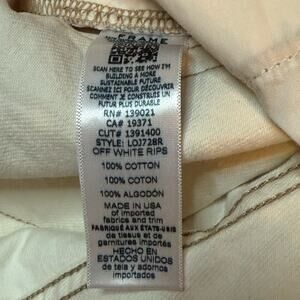 FRAME
SCAN HERE TO SEE HOW I'M
BUILDING A MORE
SUSTAINABLE FUTURE
SCANNEZ ICI POUR DÉCOUVRIR
COMMENT JE CONSTRUIS UN
FUTUR PLUS DURABLE
RN# 139021
CA# 19371
CUT# 1391400
STYLE: LOJ728R
OFF WHITE RIPS
100% COTTON
100% COTON
100% ALGODÓN
MADE IN USA
of imported
fabrics and trim
FABRIQUÉ AUX ÉTATS-UNIS
de tissus et de
garnitures importés
HECHO EN
ESTADOS UNIDOS
de tela y adornos
importados